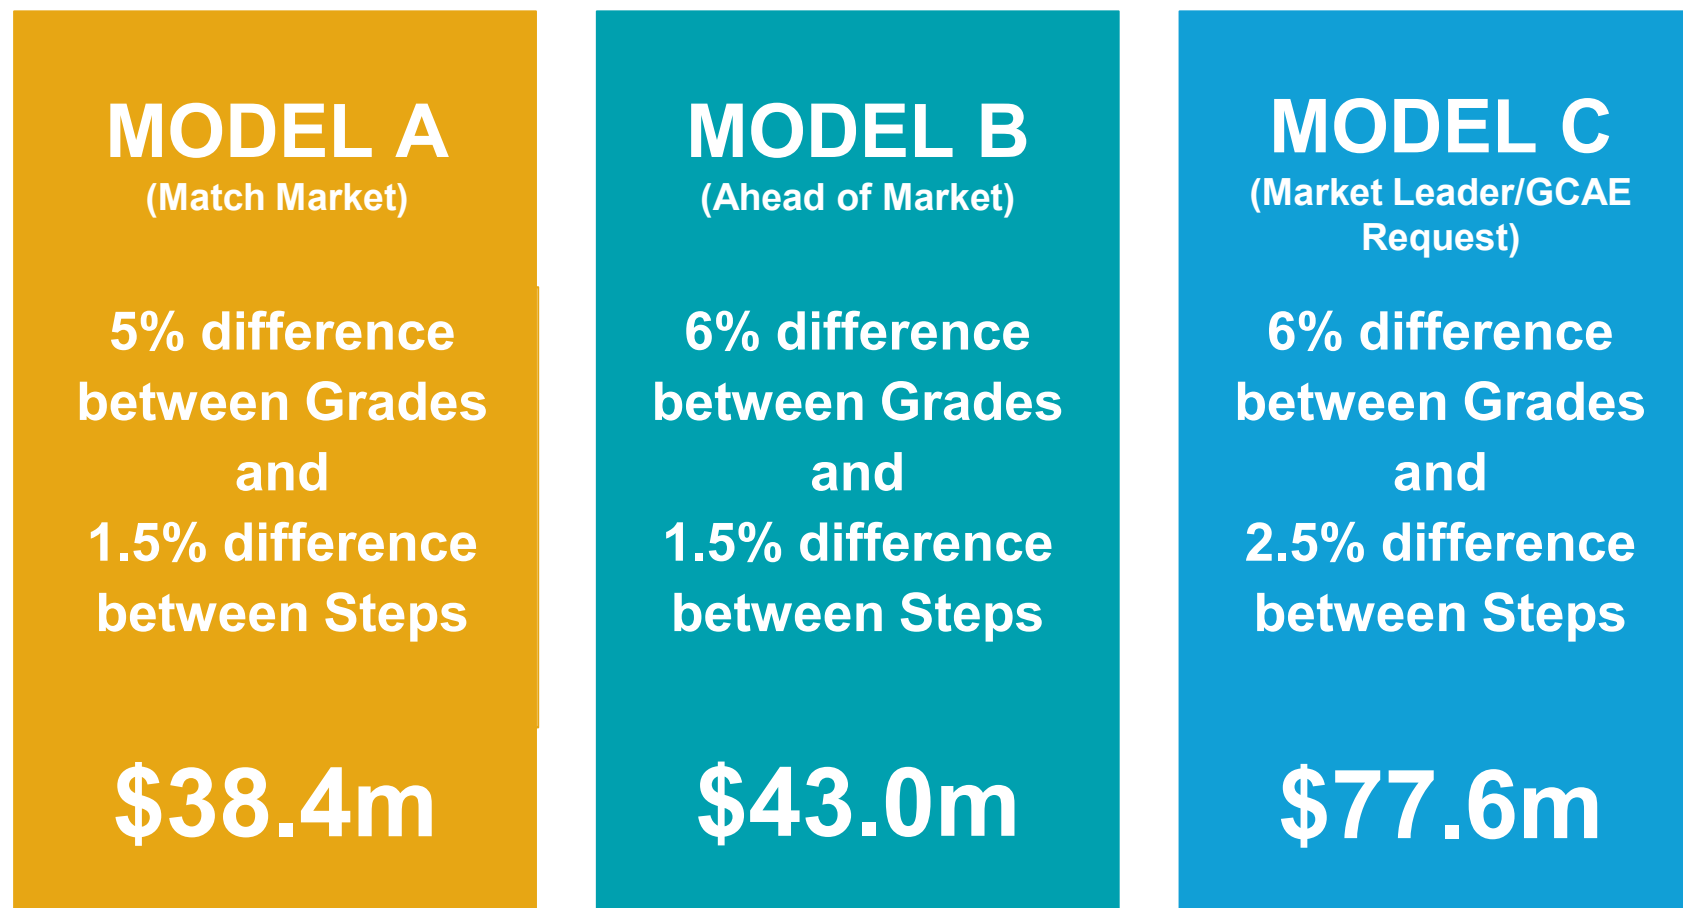 MODEL A
(Match Market)
5% difference
between Grades
and
1.5% difference
between Steps
$38.4m
MODEL B
(Ahead of Market)
6% difference
between Grades
and
1.5% difference
between Steps
$43.0m
MODEL C
(Market Leader/GCAE
Request)
6% difference
between Grades
and
2.5% difference
between Steps
$77.6m